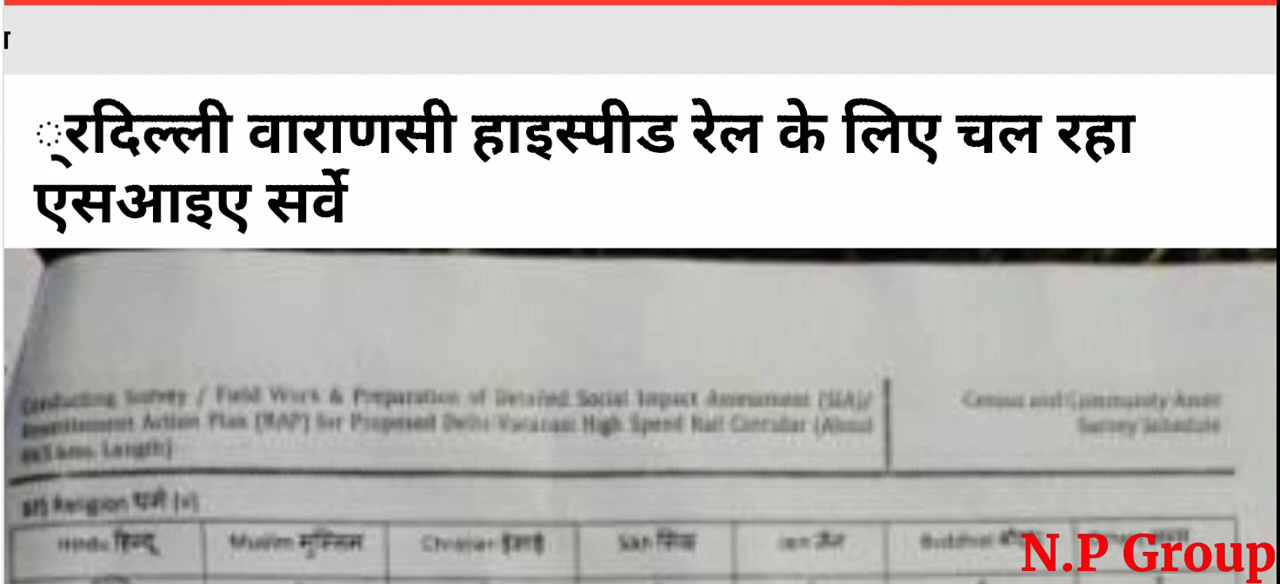 ्रदिल्ली वाराणसी हाइस्पीड रेल के लिए चल रहा
एसआइए सर्वे
Conducting Survey / Field Work & Preparation of Detailed Social Impact Assessment (SIA)/
Resettlement Action Plan (RAP) for Proposed Delhi-Varanasi High Speed Rail Corridor (About
Length)
Census and Community Asset
Survey Schedule
Religion धर्म (v)
Hindu हिन्दू Muslim मुस्लिम Christian ईसाई Sikh सिख Jain जैन Buddhist
N.P Group